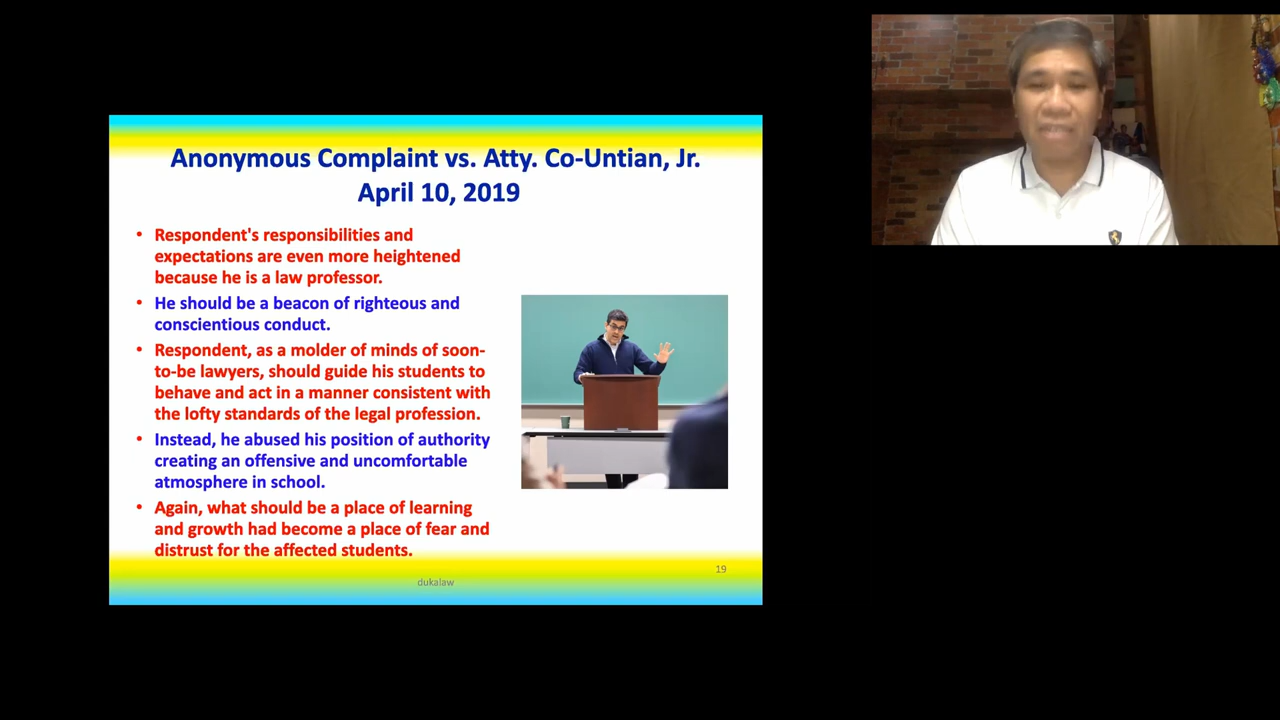 Anonymous Complaint vs. Atty. Co-Untian, Jr.
April 10, 2019
• Respondent's responsibilities and
expectations are even more heightened
because he is a law professor.
• He should be a beacon of righteous and
conscientious conduct.
• Respondent, as a molder of minds of soon-
to-be lawyers, should guide his students to
behave and act in a manner consistent with
the lofty standards of the legal profession.
• Instead, he abused his position of authority
creating an offensive and uncomfortable
atmosphere in school.
• Again, what should be a place of learning
and growth had become a place of fear and
distrust for the affected students.
19
dukalaw